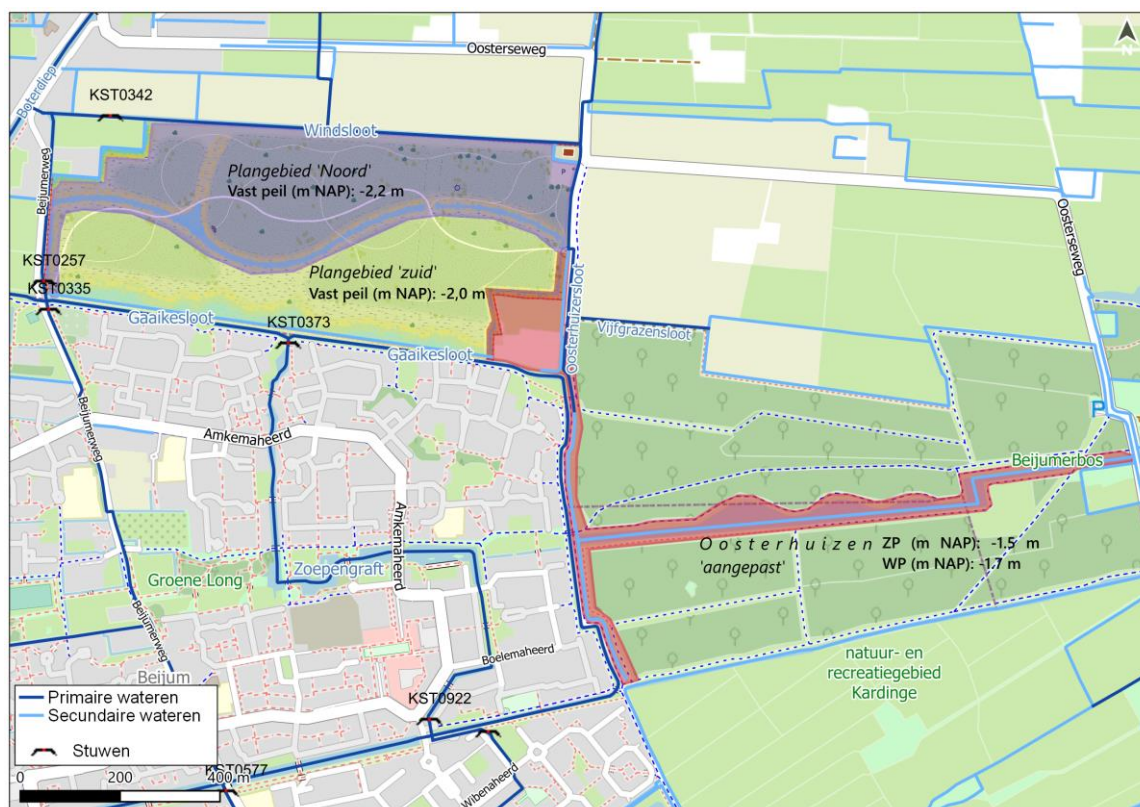 Oosterseweg
N
Boterdiep
KST0342
Windsloot
Plangebied 'Noord'
Vast peil (m NAP): -2,2 m
P
Beijumerweg
Oosterseweg
KST0257
KST0335
Plangebied 'zuid'
Vast peil (m NAP): -2,0 m
Gaaikesloot
KST0373
Gaaikesloot
Oosterhuizersloot
Vijfgrazensloot
Beijumerweg
Amkemaheerd
P
Beijumerbos
Amkemaheerd
Oosterhuizen ZP (m NAP): -1.5 m
'aangepast' WP (m NAP): -1.7 m
Groene Long
Zoepengraft
Beijumerweg
Boelemaheerd
natuur- en
recreatiegebied
Kardinge
Beijum
Primaire wateren
Secundaire wateren
Stuwen
KST0922
KST0577
Wibenaheerd
0 200 400 m